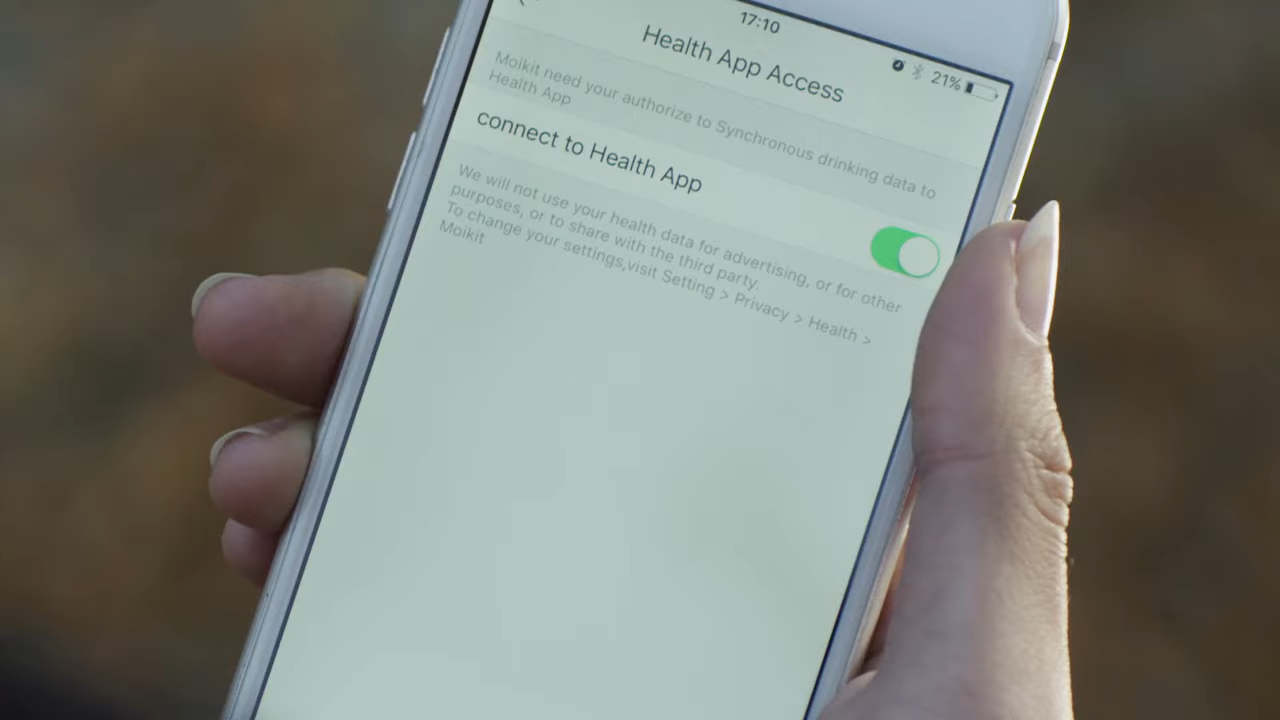 17:10
21%
Health App Access
Moikit need your authorize to Synchronous drinking data to
Health App
connect to Health App
We will not use your health data for advertising, or for other
purposes, or to share with the third party.
To change your settings,visit Setting > Privacy > Health >
Moikit